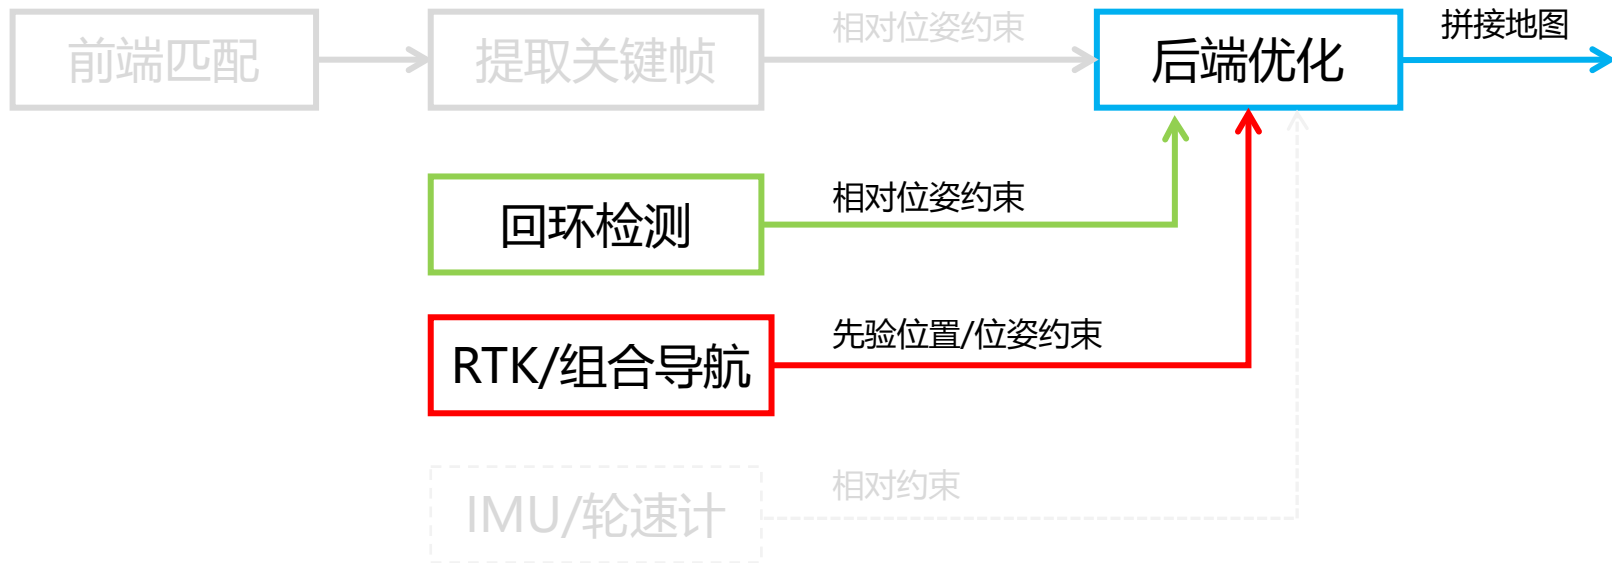 前端匹配
提取关键帧
相对位姿约束
后端优化
拼接地图
回环检测
相对位姿约束
RTK/组合导航
先验位置/位姿约束
IMU/轮速计
相对约束